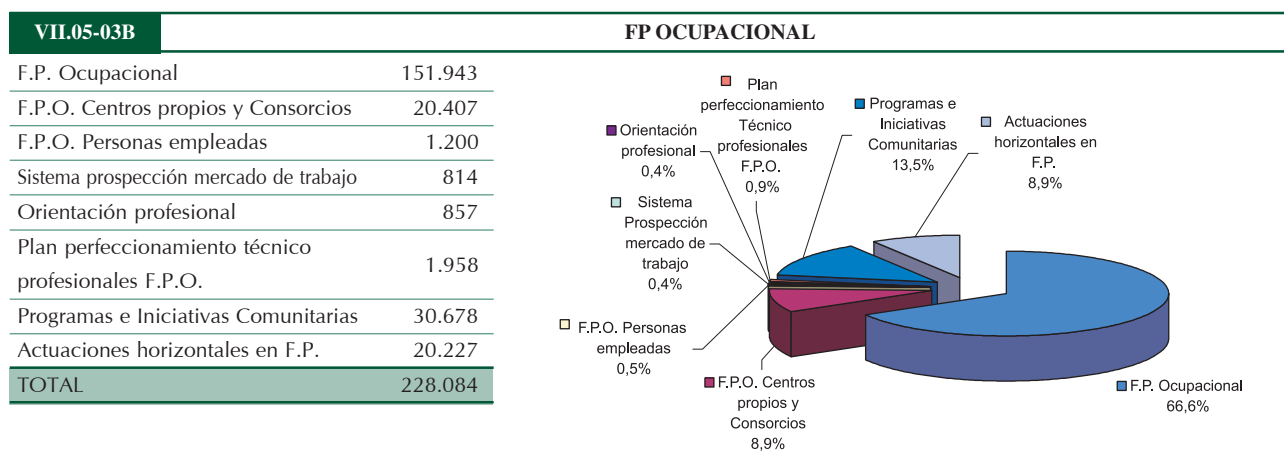 VII.05-03B FP OCUPACIONAL
F.P. Ocupacional 151.943
F.P.O. Centros propios y Consorcios 20.407
F.P.O. Personas empleadas 1.200
Sistema prospección mercado de trabajo 814
Orientación profesional 857
Plan perfeccionamiento técnico
profesionales F.P.O. 1.958
Programas e Iniciativas Comunitarias 30.678
Actuaciones horizontales en F.P. 20.227
TOTAL 228.084
Plan
perfeccionamiento
Técnico
profesionales
F.P.O.
0,9%
Programas e
Iniciativas
Comunitarias
13,5%
Actuaciones
horizontales en
F.P.
8,9%
Orientación
profesional
0,4%
Sistema
Prospección
mercado de
trabajo
0,4%
F.P.O. Personas
empleadas
0,5%
F.P.O. Centros
propios y
Consorcios
8,9%
F.P. Ocupacional
66,6%